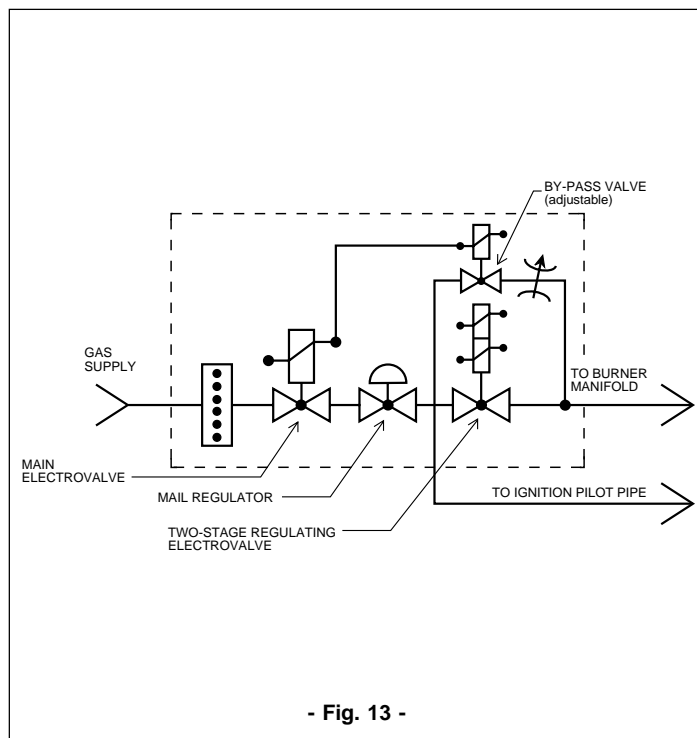 BY-PASS VALVE
(adjustable)
GAS
SUPPLY
TO BURNER
MANIFOLD
MAIN
ELECTROVALVE
MAIL REGULATOR
TO IGNITION PILOT PIPE
TWO-STAGE REGULATING
ELECTROVALVE
- Fig. 13 -